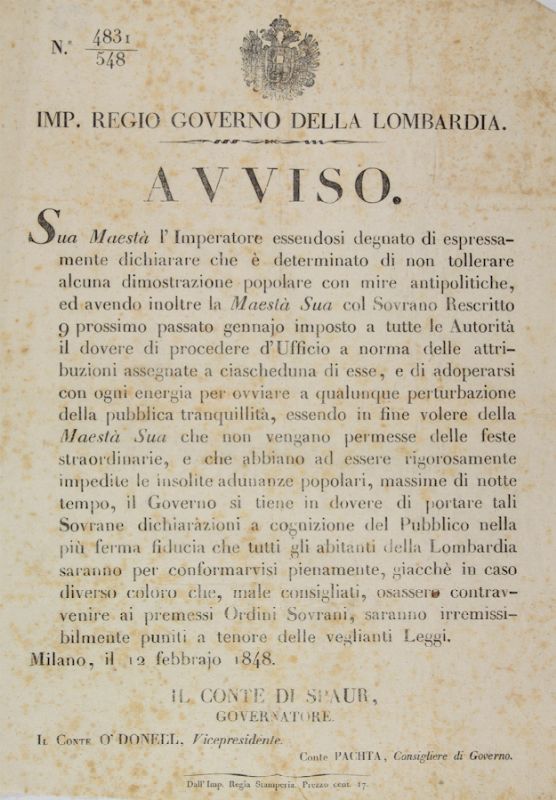 N.° 4831/548
IMP. REGIO GOVERNO DELLA LOMBARDIA.
AVVISO.
Sua Maestà l'Imperatore essendosi degnato di espressa-
mente dichiarare che è determinato di non tollerare
alcuna dimostrazione popolare con mire antipolitiche,
ed avendo inoltre la Maestà Sua col Sovrano Rescritto
9 prossimo passato gennajo imposto a tutte le Autorità
il dovere di procedere d'Ufficio a norma delle attri-
buzioni assegnate a ciascheduna di esse, e di adoperarsi
con ogni energia per ovviare a qualunque perturbazione
della pubblica tranquillità, essendo in fine volere della
Maestà Sua che non vengano permesse delle feste
straordinarie, e che abbiano ad essere rigorosamente
impedite le insolite adunanze popolari, massime di notte
tempo, il Governo si tiene in dovere di portare tali
Sovrane dichiaràzioni a cognizione del Pubblico nella
più ferma fiducia che tutti gli abitanti della Lombardia
saranno per conformarvisi pienamente, giacchè in caso
diverso coloro che, male consigliati, osassero contrav-
venire ai premessi Ordini Sovrani, saranno irremissi-
bilmente puniti a tenore delle veglianti Leggi.
Milano, il 12 febbrajo 1848.
IL CONTE DI SPAUR,
GOVERNATORE.
Il Conte O'DONELL, Vicepresidente.
Conte PACHTA, Consigliere di Governo.
Dall'Imp. Regia Stamperia. Prezzo cent. 17.